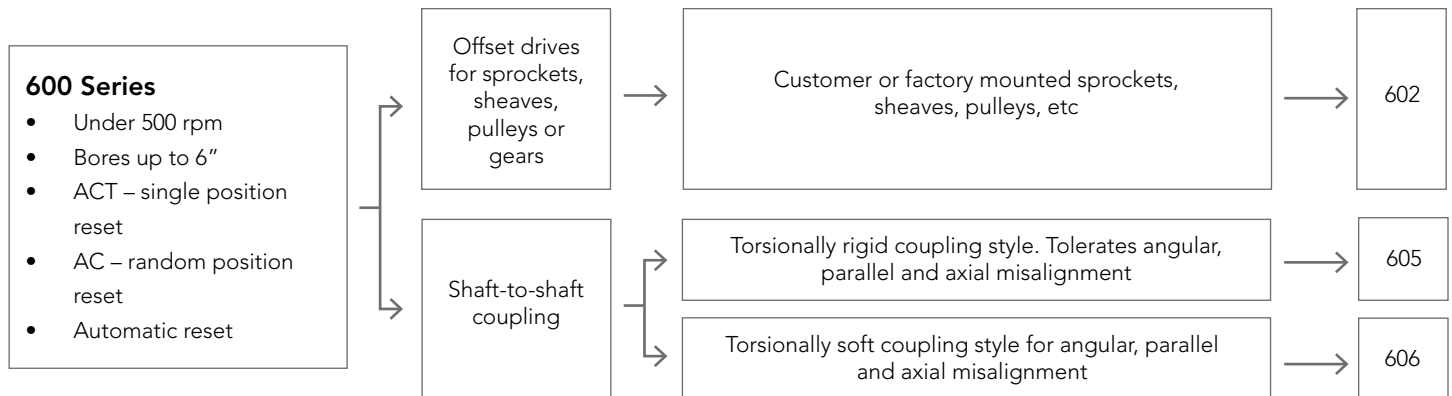 600 Series
• Under 500 rpm
• Bores up to 6”
• ACT – single position
reset
• AC – random position
reset
• Automatic reset
Offset drives
for sprockets,
sheaves,
pulleys or
gears
Customer or factory mounted sprockets,
sheaves, pulleys, etc
602
Shaft-to-shaft
coupling
Torsionally rigid coupling style. Tolerates angular,
parallel and axial misalignment
605
Torsionally soft coupling style for angular, parallel
and axial misalignment
606